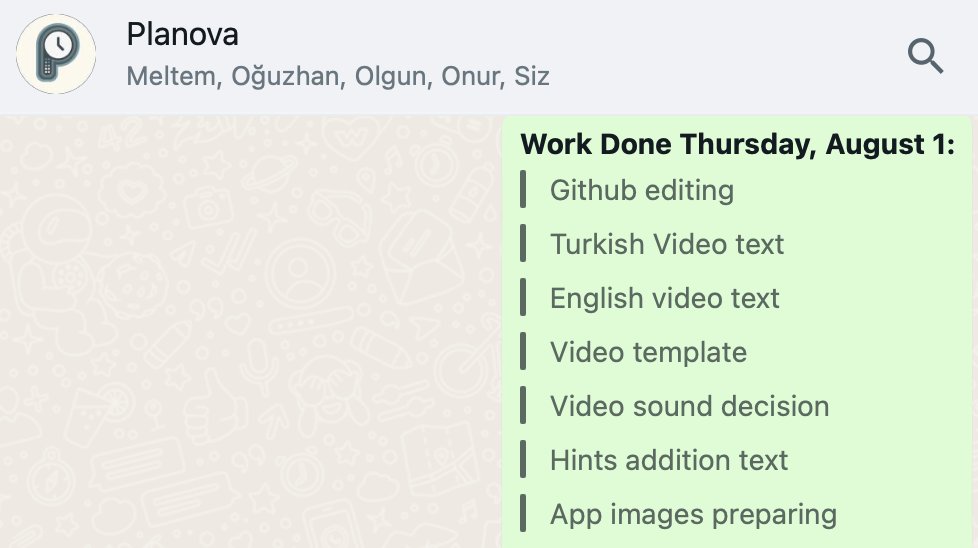 Planova
Meltem, Oğuzhan, Olgun, Onur, Siz
Work Done Thursday, August 1:
Github editing
Turkish Video text
English video text
Video template
Video sound decision
Hints addition text
App images preparing